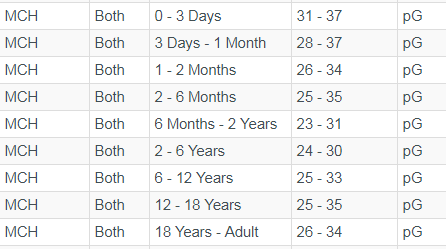 MCH Both 0 - 3 Days 31 - 37 pG
MCH Both 3 Days - 1 Month 28 - 37 pG
MCH Both 1 - 2 Months 26 - 34 pG
MCH Both 2 - 6 Months 25 - 35 pG
MCH Both 6 Months - 2 Years 23 - 31 pG
MCH Both 2 - 6 Years 24 - 30 pG
MCH Both 6 - 12 Years 25 - 33 pG
MCH Both 12 - 18 Years 25 - 35 pG
MCH Both 18 Years - Adult 26 - 34 pG